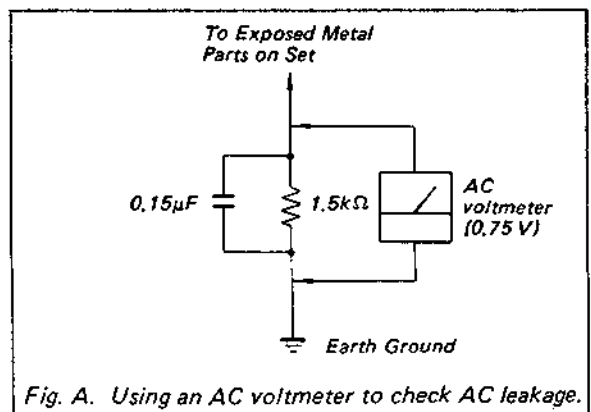 To Exposed Metal
Parts on Set
0.15µF
1.5kΩ
AC
voltmeter
(0.75 V)
Earth Ground
Fig. A. Using an AC voltmeter to check AC leakage.